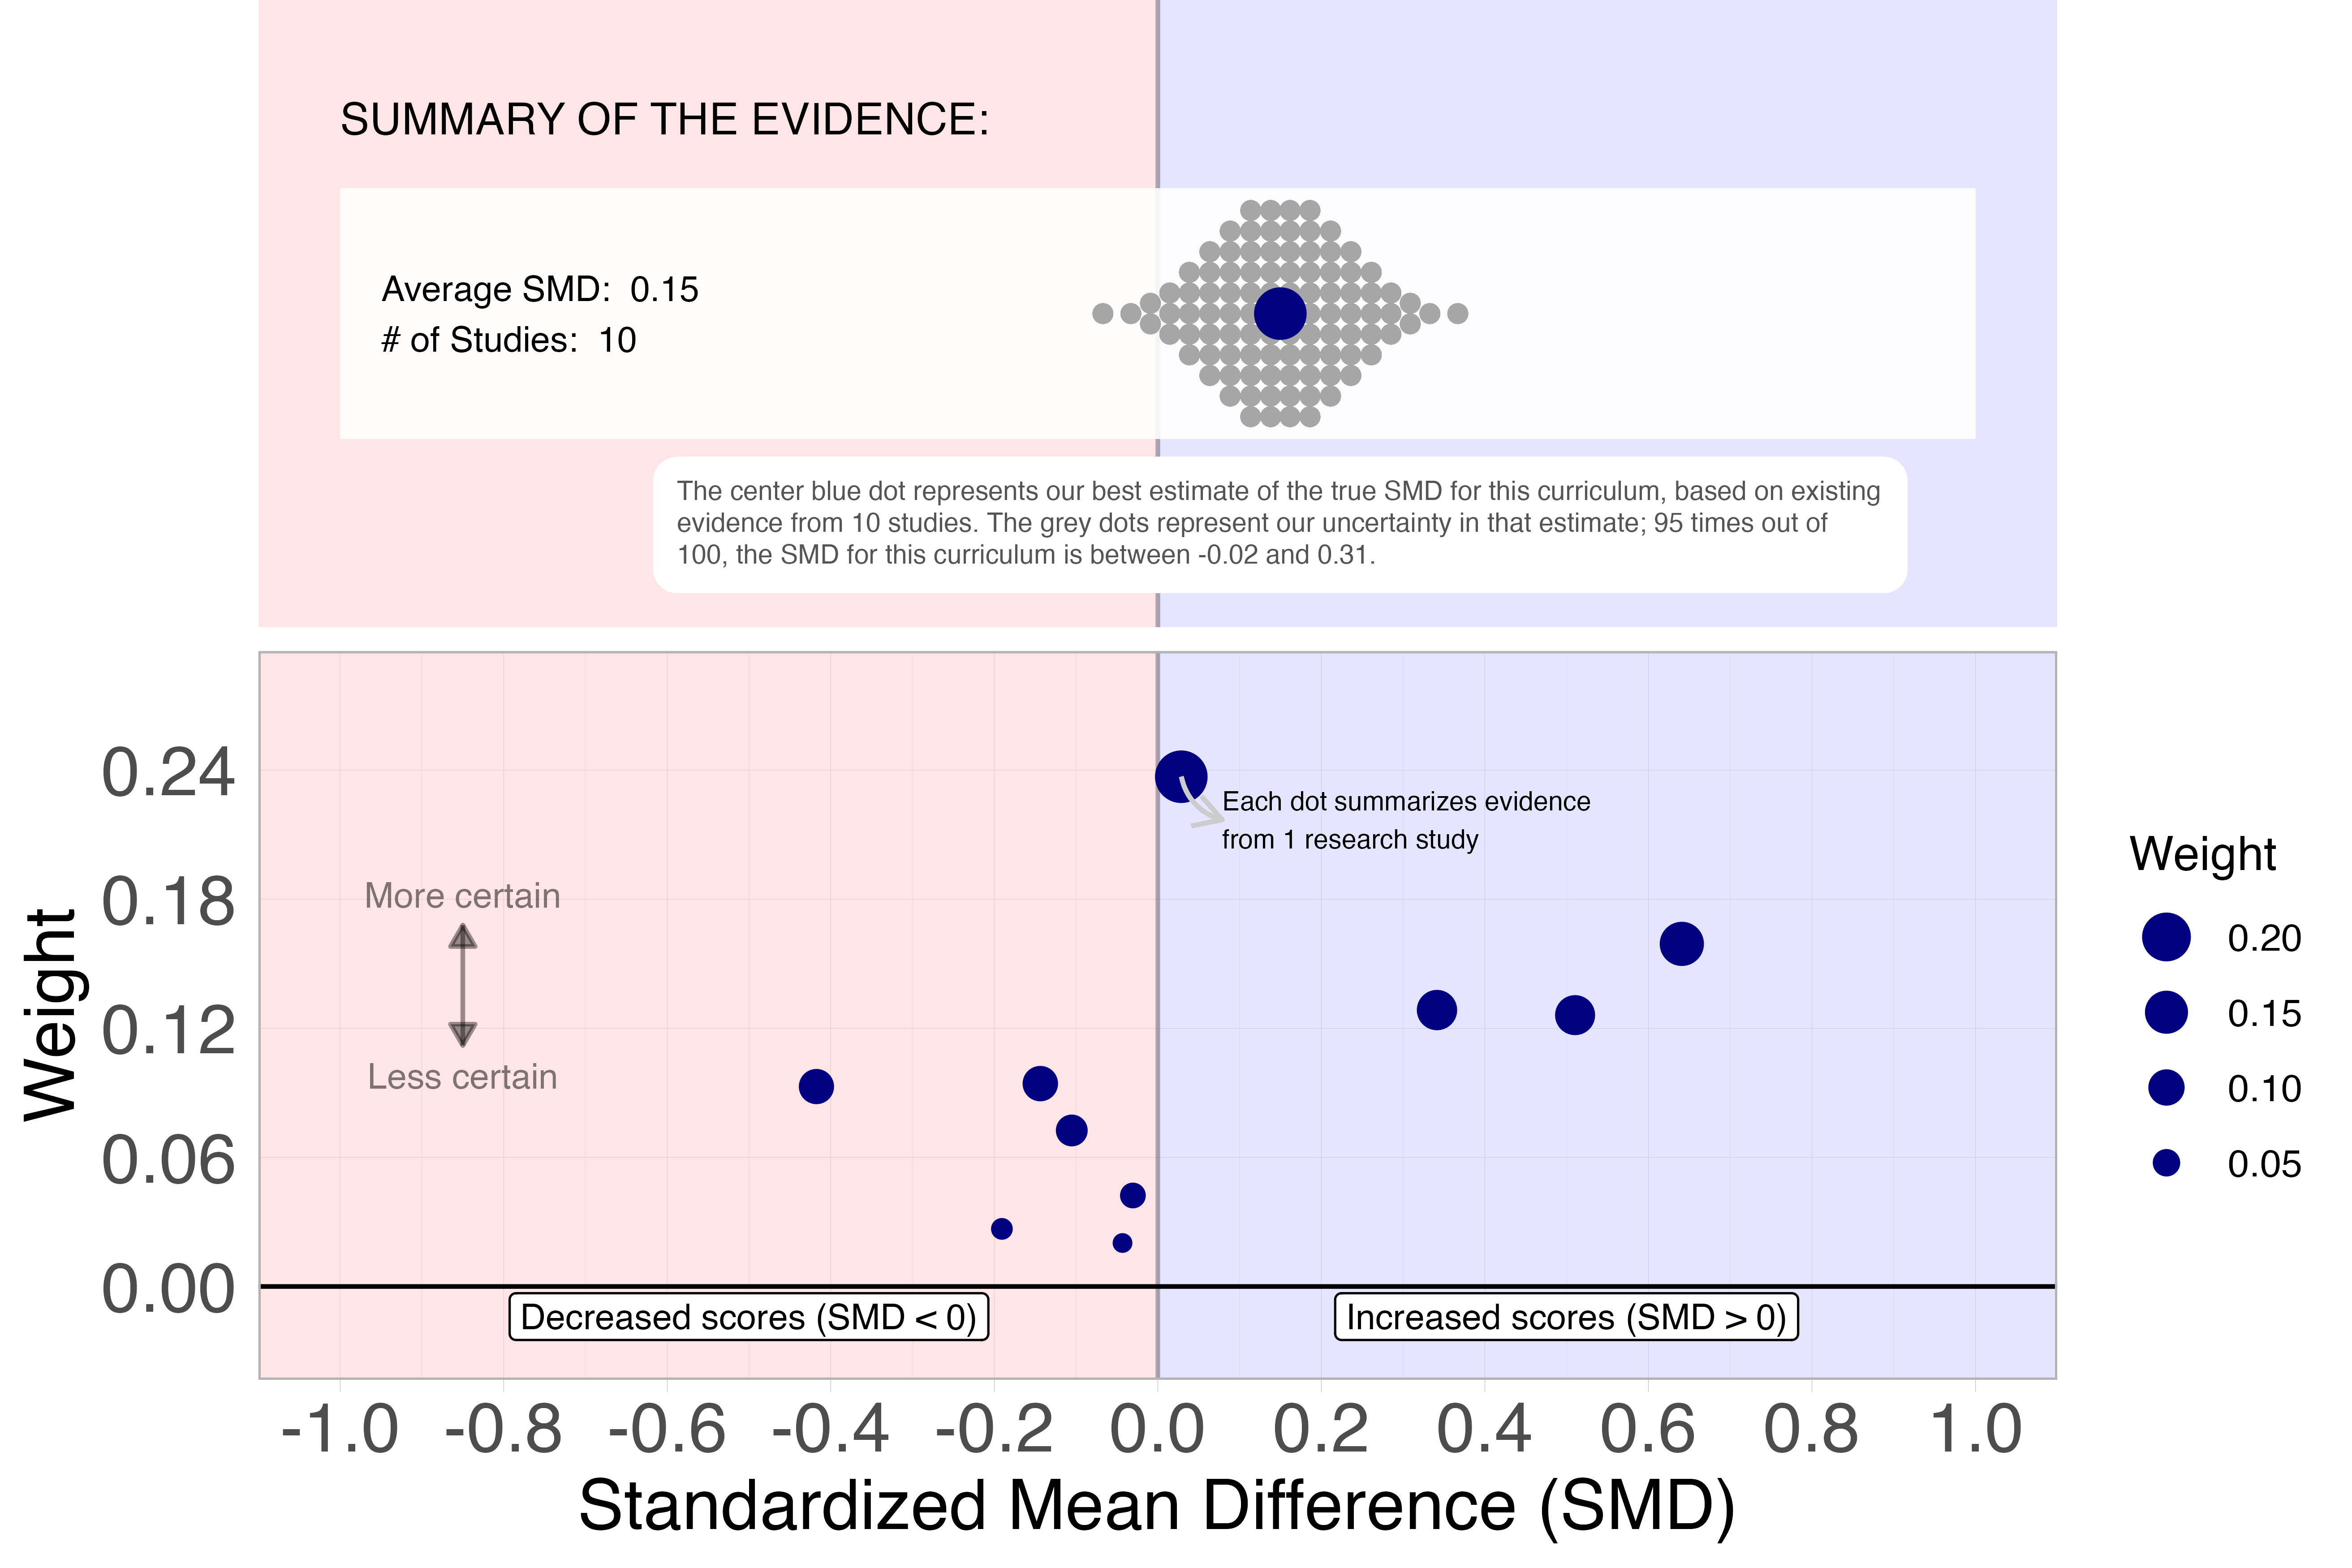 SUMMARY OF THE EVIDENCE:
Average SMD: 0.15
# of Studies: 10
The center blue dot represents our best estimate of the true SMD for this curriculum, based on existing
evidence from 10 studies. The grey dots represent our uncertainty in that estimate; 95 times out of
100, the SMD for this curriculum is between -0.02 and 0.31.
Weight
0.24
0.18
0.12
0.06
0.00
Each dot summarizes evidence
from 1 research study
More certain
Less certain
Decreased scores (SMD < 0)
Increased scores (SMD > 0)
-1.0 -0.8 -0.6 -0.4 -0.2 0.0 0.2 0.4 0.6 0.8 1.0
Standardized Mean Difference (SMD)
Weight
0.20
0.15
0.10
0.05